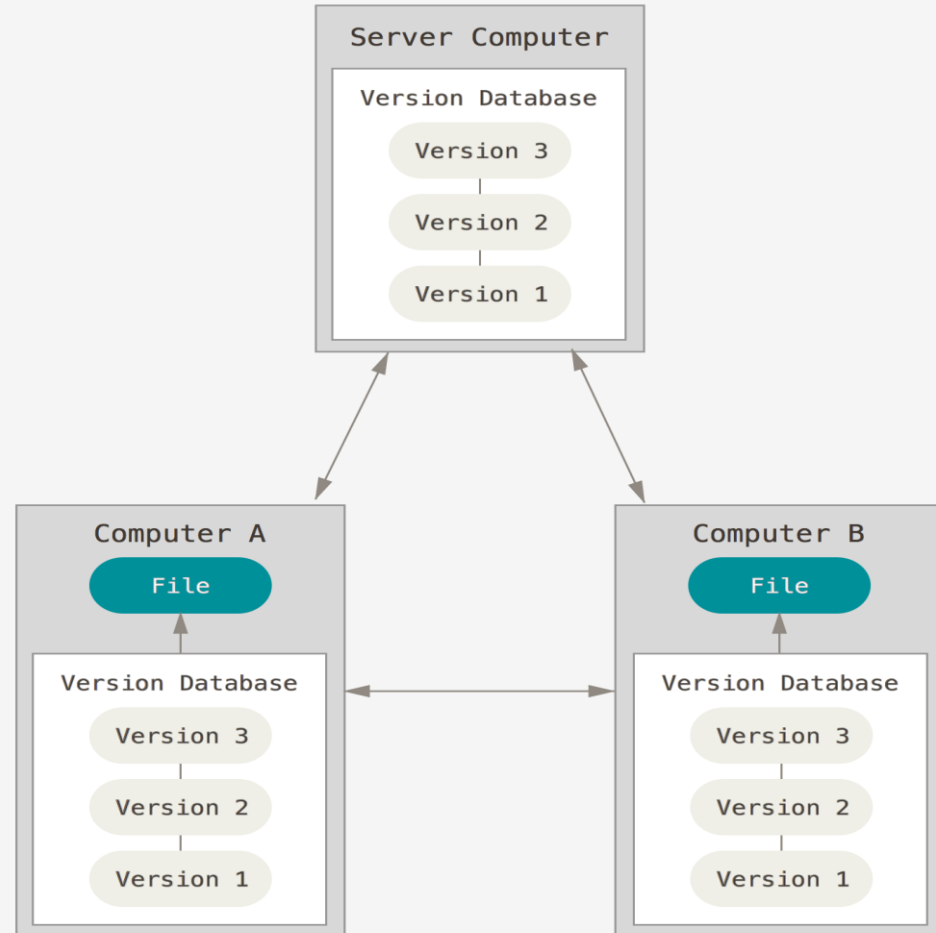 Server Computer
Version Database
Version 3
Version 2
Version 1
Computer A
File
Version Database
Version 3
Version 2
Version 1
Computer B
File
Version Database
Version 3
Version 2
Version 1